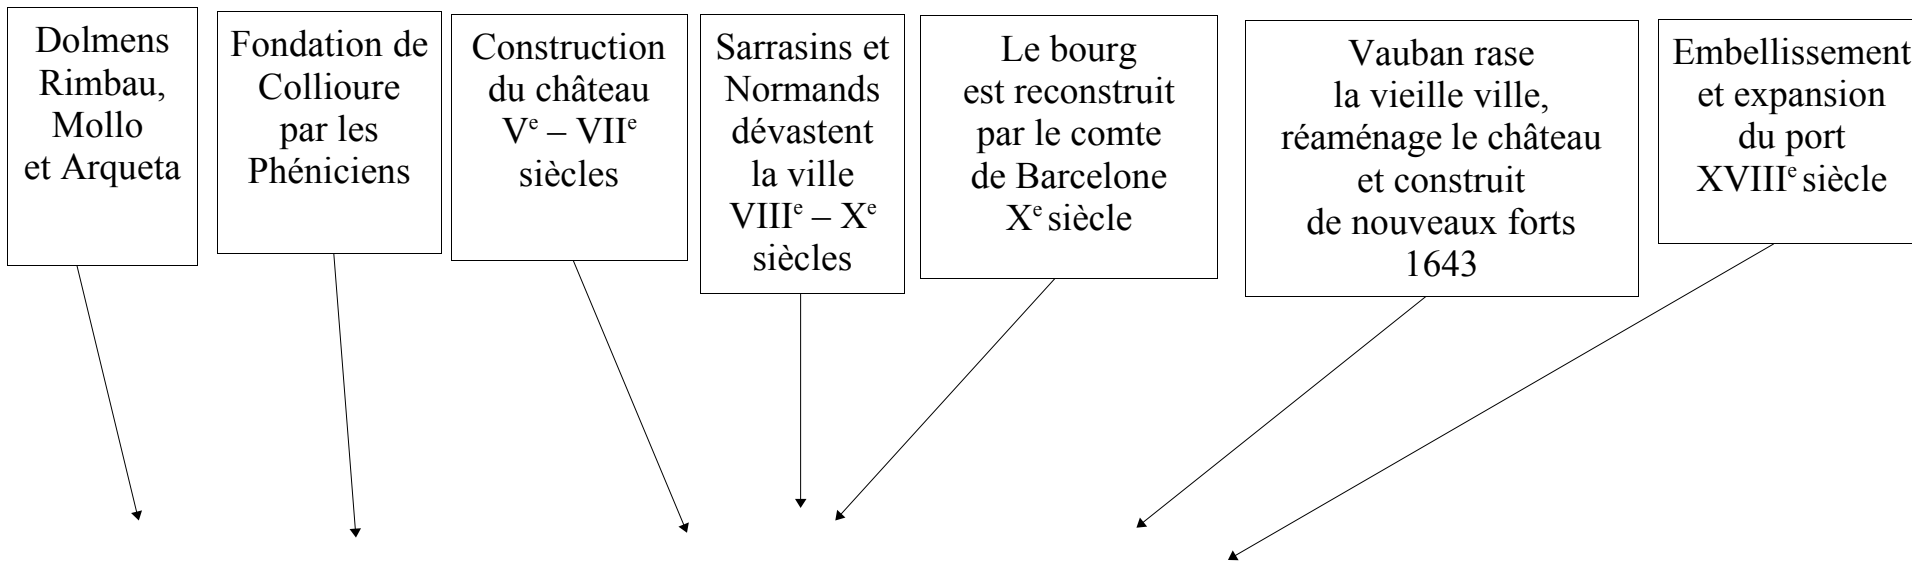 Dolmens
Rimbau,
Mollo
et Arqueta
Fondation de
Collioure
par les
Phéniciens
Construction
du château
Vᵉ – VIIᵉ
siècles
Sarrasins et
Normands
dévastent
la ville
VIIIᵉ – Xᵉ
siècles
Le bourg
est reconstruit
par le comte
de Barcelone
Xᵉ siècle
Vauban rase
la vieille ville,
réaménage le château
et construit
de nouveaux forts
1643
Embellissement
et expansion
du port
XVIIIᵉ siècle